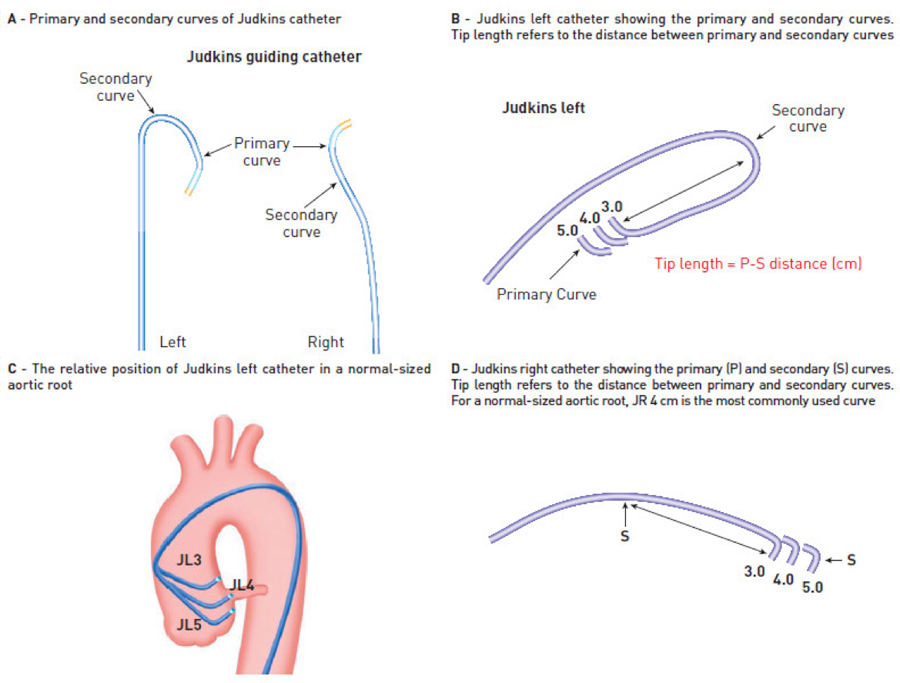 A - Primary and secondary curves of Judkins catheter
Judkins guiding catheter
Secondary
curve
Primary
curve
Secondary
curve
Left
Right
B - Judkins left catheter showing the primary and secondary curves.
Tip length refers to the distance between primary and secondary curves
Judkins left
Secondary
curve
3.0
4.0
5.0
Tip length = P-S distance (cm)
Primary Curve
C - The relative position of Judkins left catheter in a normal-sized
aortic root
JL3
JL4
JL5
D - Judkins right catheter showing the primary (P) and secondary (S) curves.
Tip length refers to the distance between primary and secondary curves.
For a normal-sized aortic root, JR 4 cm is the most commonly used curve
S
S
3.0
4.0
5.0